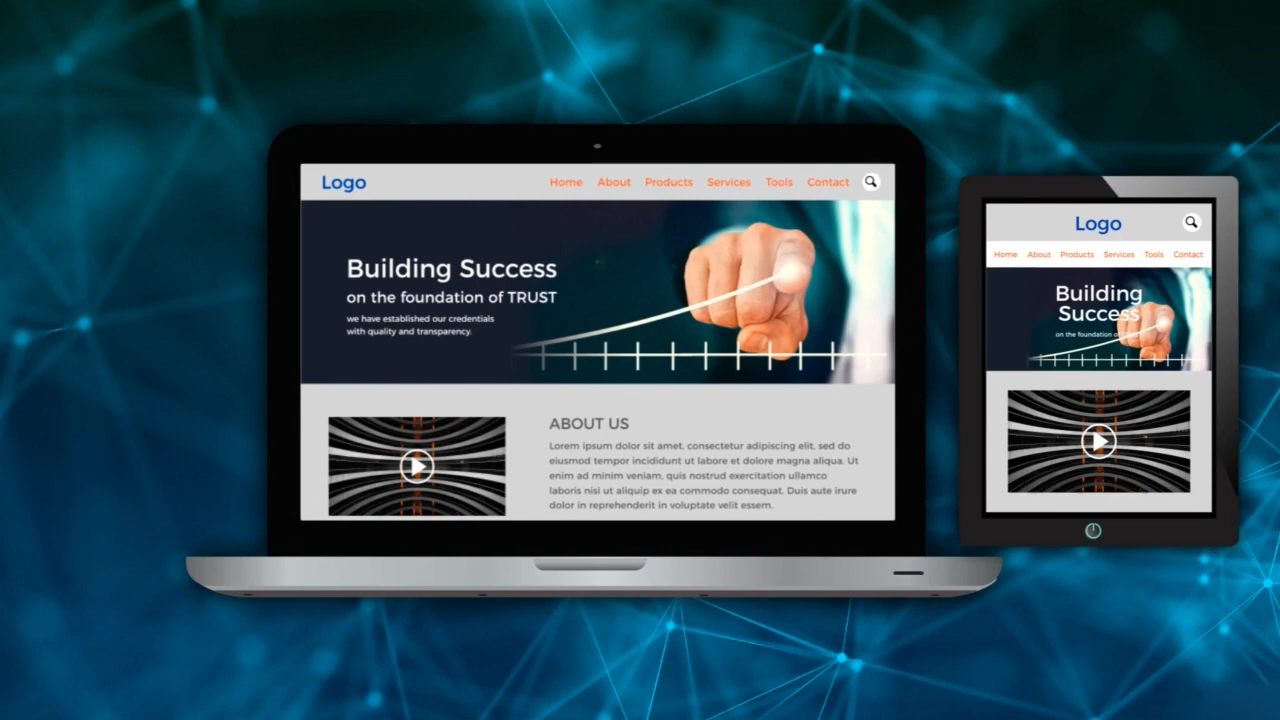 Logo
Home About Products Services Tools Contact
Building Success
on the foundation of TRUST
we have established our credentials
with quality and transparency.
ABOUT US
Lorem ipsum dolor sit amet, consectetur adipiscing elit, sed do
eiusmod tempor incididunt ut labore et dolore magna aliqua. Ut
enim ad minim veniam, quis nostrud exercitation ullamco
laboris nisi ut aliquip ex ea commodo consequat. Duis aute irure
dolor in reprehenderit in voluptate velit essem.
Logo
Home About Products Services Tools Contact
Building
Success
on the foundation of